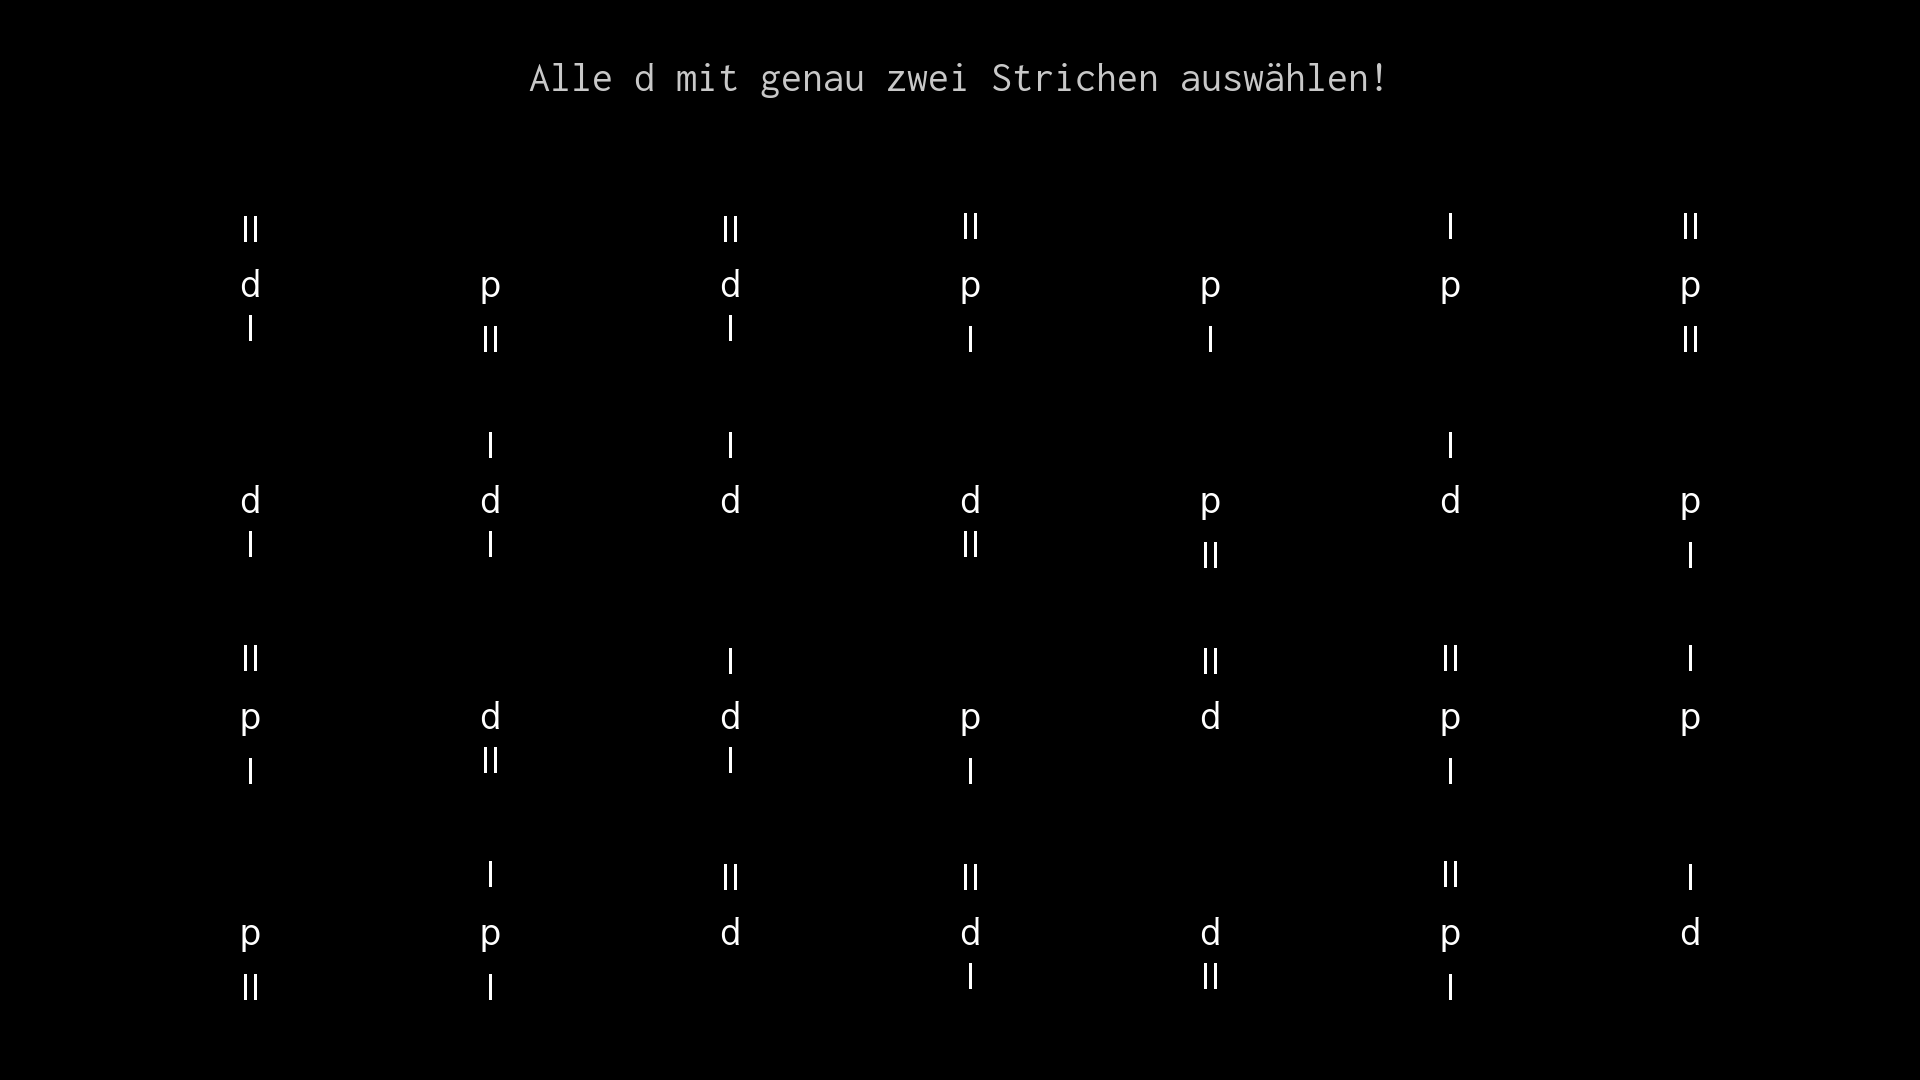 Alle d mit genau zwei Strichen auswählen!
|| || || | ||
d p d p p p p
| || | | | ||
| | |
d d d d p d p
| | || || |
|| | || || |
p d d p d p p
| || | | |
| || || || |
p p d d d p d
|| | | || |